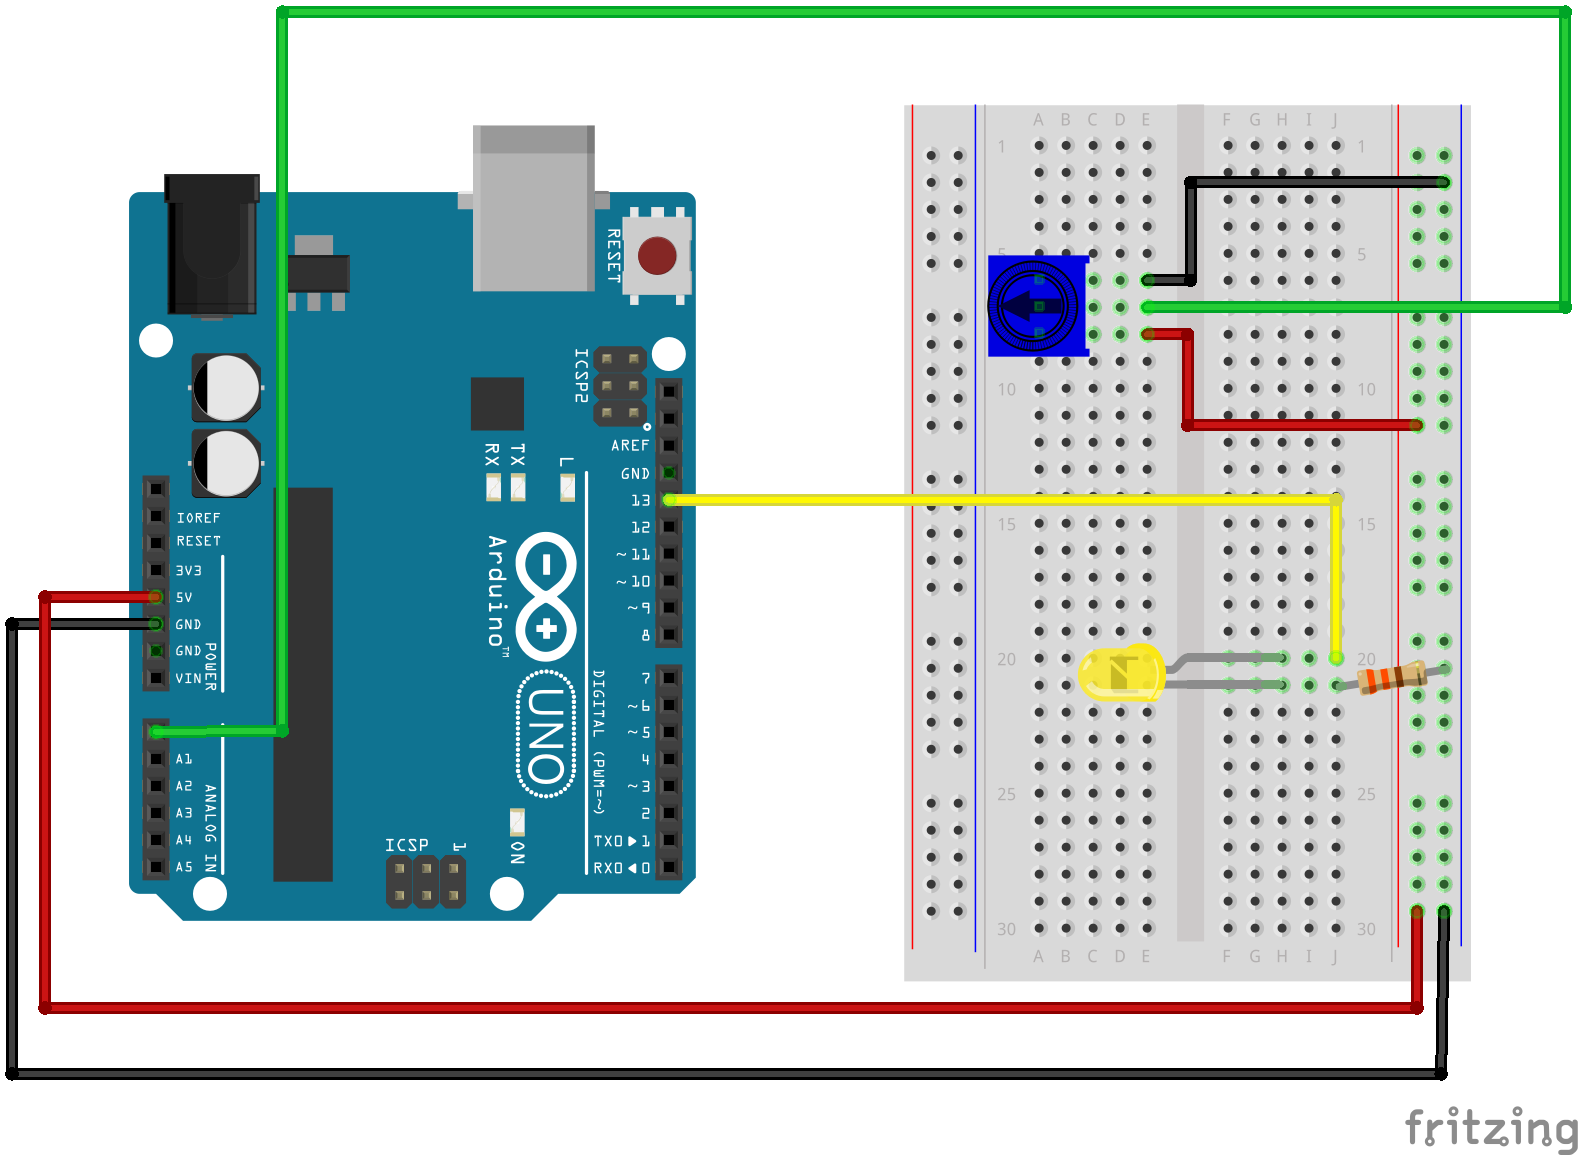 A B C D E F G H I J
1 1
5 5
10 10
15 15
20 20
25 25
30 30
A B C D E F G H I J
RESET
ICSP2
AREF
GND
13
12
~11
~10
~9
8
7
~6
~5
4
~3
2
TX0▶1
RX0◀0
DIGITAL (PWM=~)
RX TX L
Arduino™
UNO
IOREF
RESET
3V3
5V
GND
GND
VIN
POWER
A1
A2
A3
A4
A5
ANALOG IN
ICSP 1
ON
fritzing